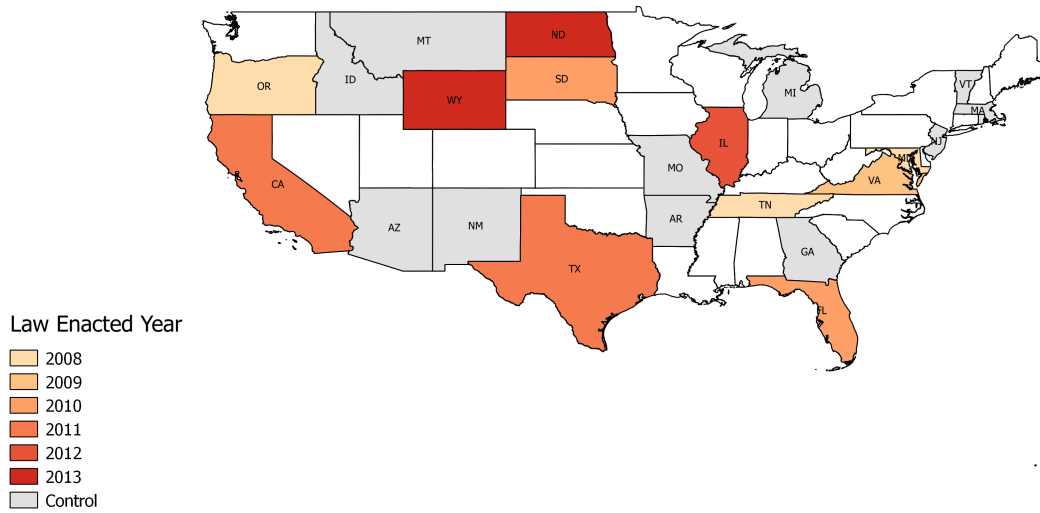 ND
MT
VT
OR
ID
SD
MI
WY
MA
IL
NJ
MD
MO
CA
VA
TN
AR
AZ
NM
GA
TX
FL
Law Enacted Year
2008
2009
2010
2011
2012
2013
Control